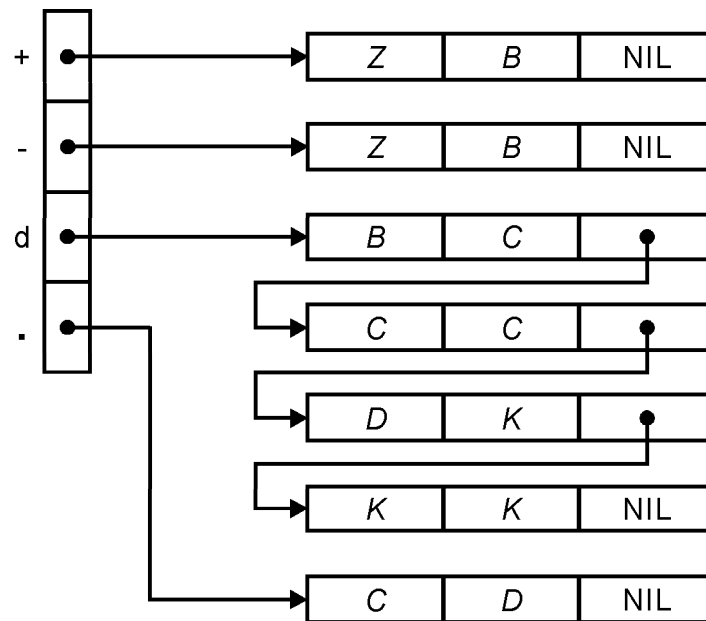 + Z B NIL
- Z B NIL
d B C
. C C
D K
K K NIL
C D NIL